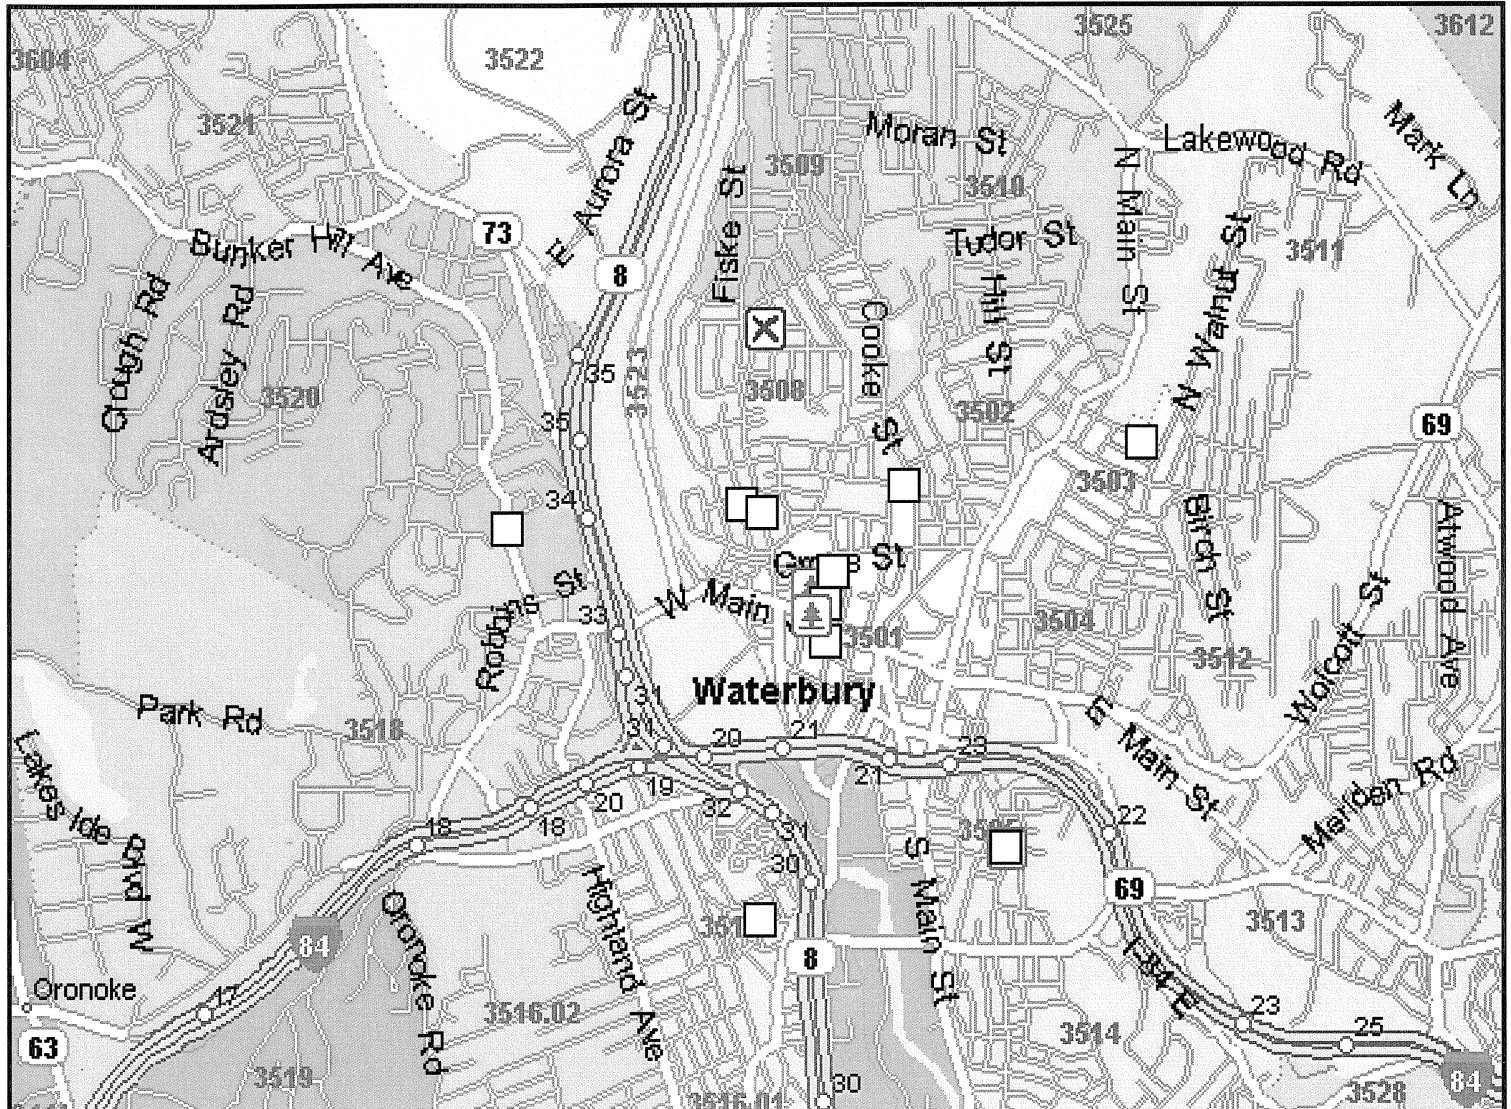 3525
3612
3604
3522
3521
Moran St
Lakewood Rd
Mark Ln
E Aurora St
3509
N Main St
3510
Fiske St
73
Bunker Hill Ave
Tudor St
N Walnut St
3511
8
Clough Rd
Ardsley Rd
Hill St
Cooke St
35
3523
3520
3508
3502
35
69
3503
34
Birch St
Atwood Ave
St
Robbins St
W Main
33
3501
3504
Wolcott St
3512
Waterbury
31
Park Rd
3518
31
20
21
23
E Main St
Lakeside Blvd W
19
21
Meriden Rd
20
32
18
18
31
22
S Main St
30
Highland Ave
69
Oronoke Rd
3513
84
8
I-84 E
Oronoke
17
3516.02
23
63
3514
25
3519
30
84
3516.01
3528